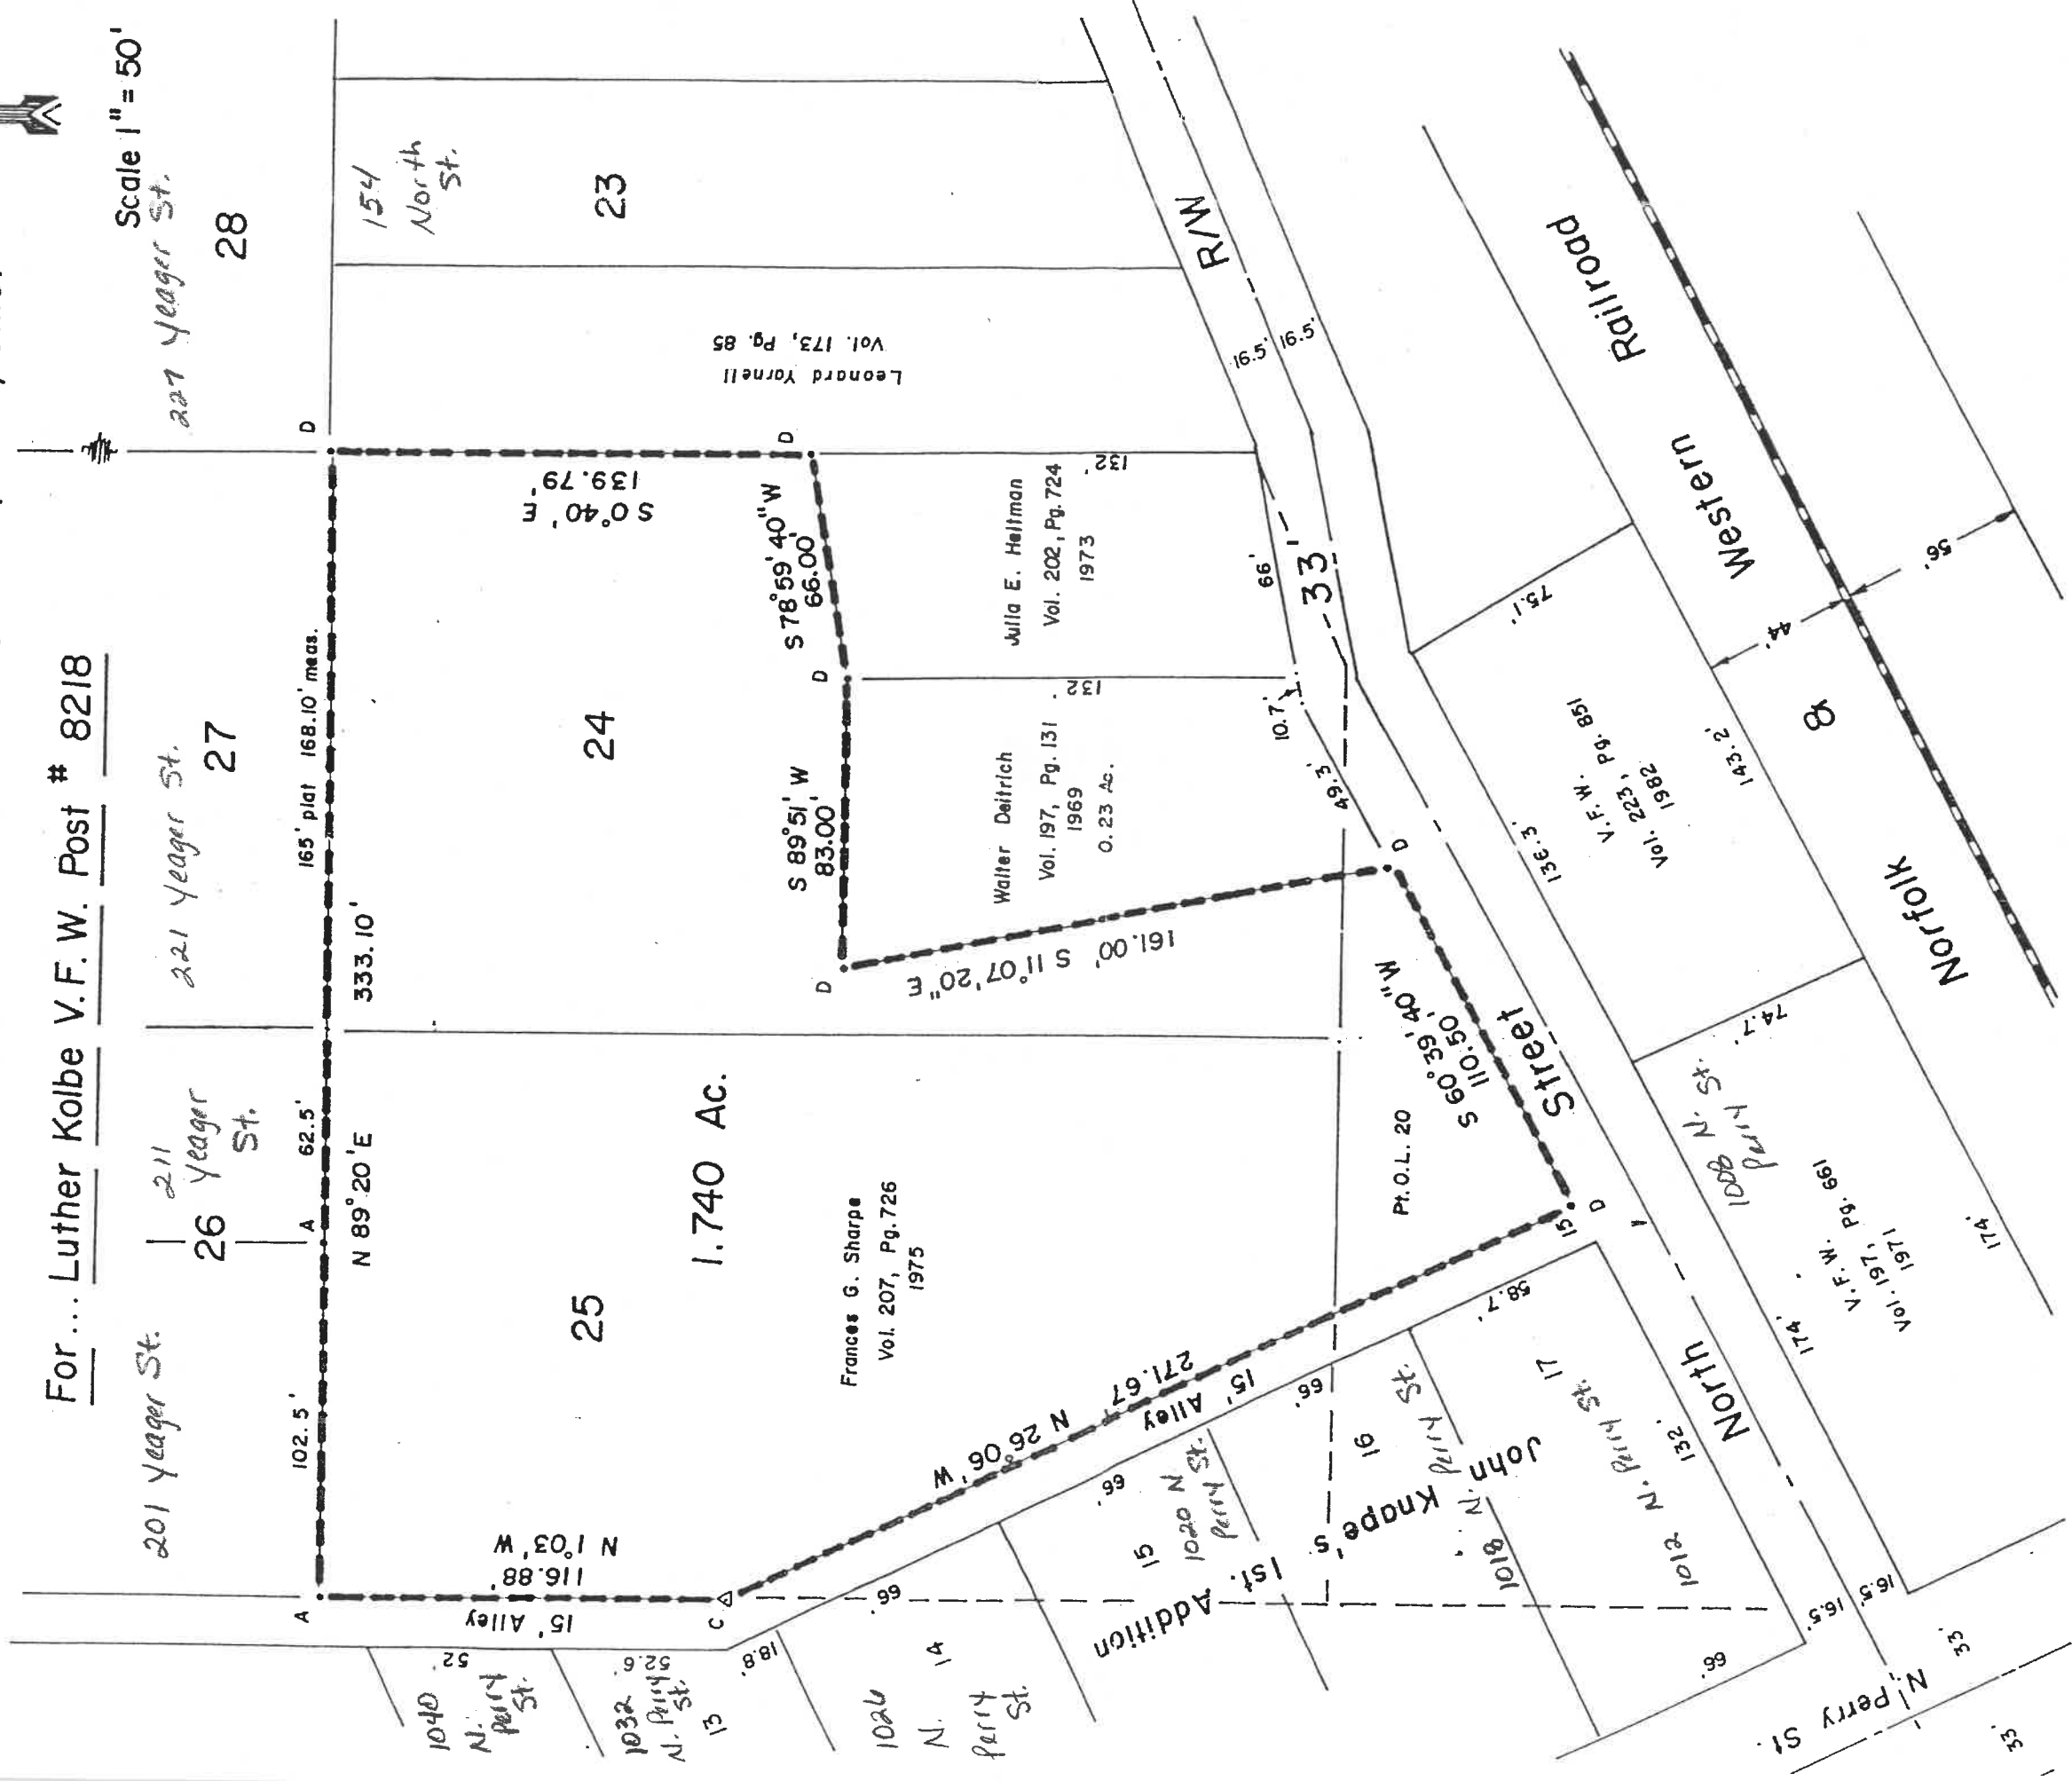 For... Luther Kolbe V.F.W. Post # 8218
Scale 1" = 50'
201 Yeager St.
26
211
Yeager
St.
221 Yeager St.
27
227 Yeager St.
28
102.5'
A
62.5'
165' plat 168.10' meas.
D
A
N 89° 20' E
333.10'
15' Alley
116.88'
N 1° 03' W
C
25
1.740 Ac.
Frances G. Sharpe
Vol. 207, Pg. 726
1975
24
S 0° 40' E
139.79'
D
S 78° 59' 40" W
66.00'
D
S 89° 51' W
83.00'
D
161.00' S 11° 07' 20" E
Walter Deitrich
Vol. 197, Pg. 131
1969
0.23 Ac.
132'
Julia E. Heitman
Vol. 202, Pg. 724
1973
132'
Leonard Yarnell
Vol. 173, Pg. 85
154
North
St.
23
R/W
16.5'
16.5'
66'
33'
10.7'
49.3'
D
S 60° 39' 40" W
110.50'
Pt. O.L. 20
15'
D
Street
North
N 26° 06' W
271.67
15' Alley
1040
N.
Perry
St.
52'
1032
N. Perry
St.
52.6'
13
18.8'
1026
N.
Perry
St.
14
66'
66'
15
1020 N
Perry St.
66'
16
1018 N. Perry St.
58.7'
17
1012 N. Perry St.
132'
66'
John Knape's 1st. Addition
16.5'
16.5'
33'
33'
N. Perry St.
174'
V.F.W.
Vol. 197, Pg. 661
1971
1008 N.
Perry St.
174'
74.7'
136.3'
V.F.W.
Vol. 223, Pg. 851
1982
143.2'
75.1'
44'
56'
Norfolk & Western Railroad